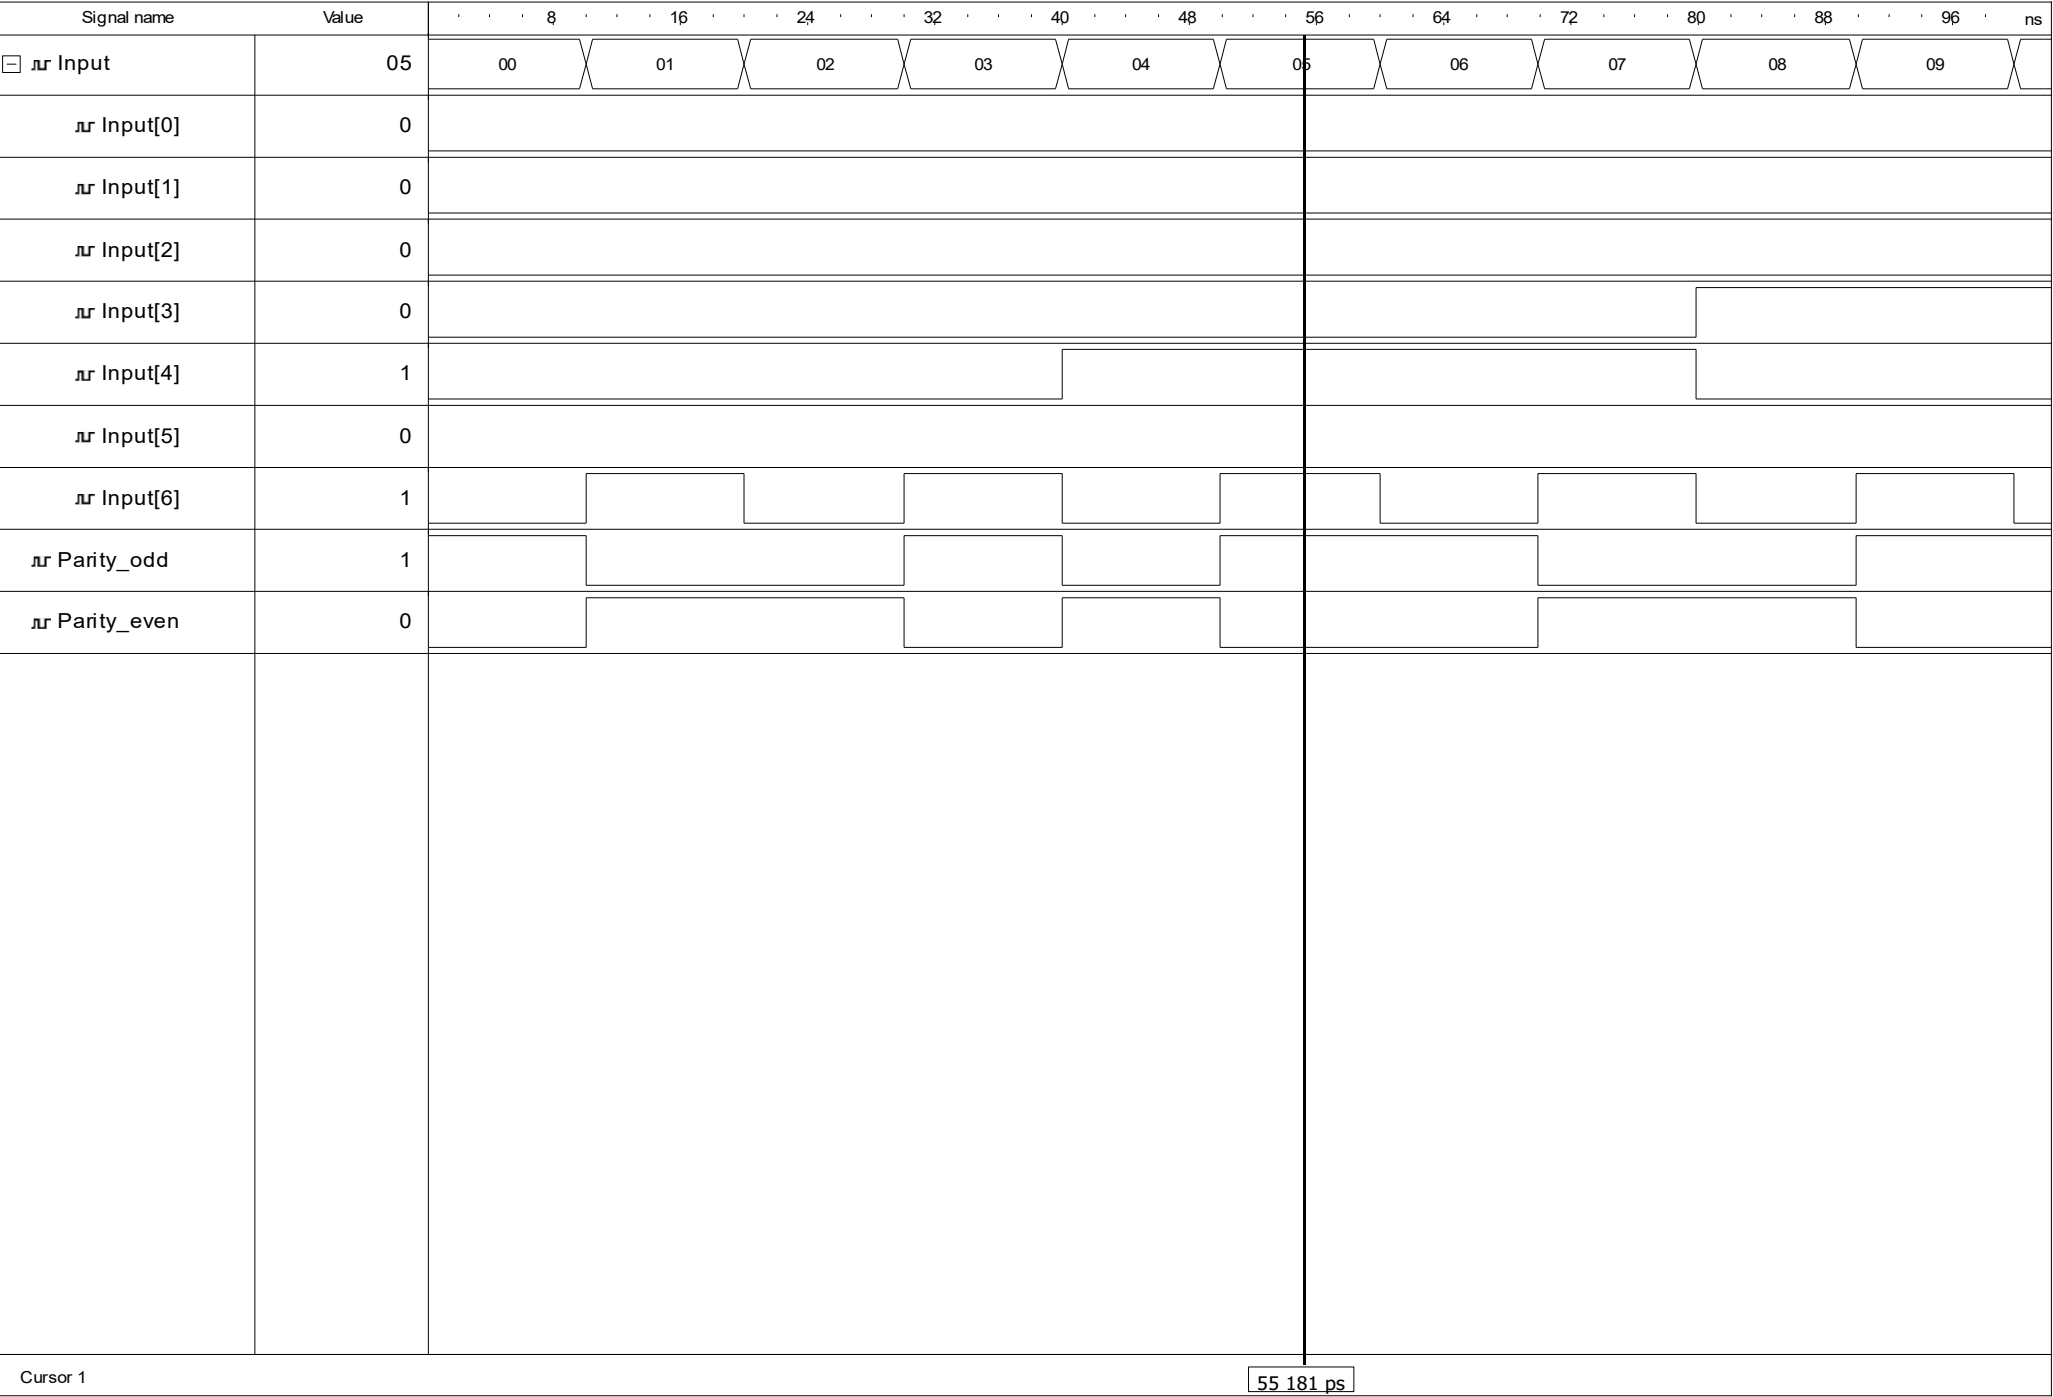 Signal name Value 8 16 24 32 40 48 56 64 72 80 88 96 ns
Input 05 00 01 02 03 04 05 06 07 08 09
Input[0] 0
Input[1] 0
Input[2] 0
Input[3] 0
Input[4] 1
Input[5] 0
Input[6] 1
Parity_odd 1
Parity_even 0
Cursor 1 55 181 ps